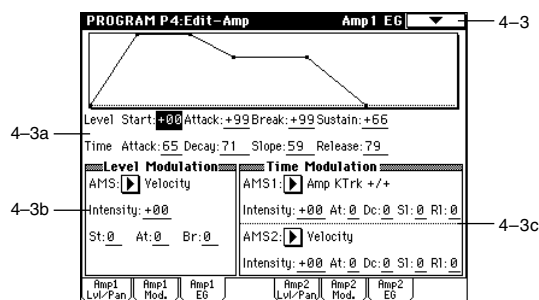 PROGRAM P4:Edit-Amp Amp1 EG
4–3
Level Start:+00 Attack:+99 Break:+99 Sustain:+66
4–3a
Time Attack:65 Decay:71 Slope:59 Release:79
Level Modulation
Time Modulation
AMS: Velocity
AMS1: Amp KTrk +/+
4–3b
Intensity:+00
Intensity:+00 At:0 Dc:0 Sl:0 Rl:0
4–3c
St:0 At:0 Br:0
AMS2: Velocity
Intensity:+00 At:0 Dc:0 Sl:0 Rl:0
Amp1 Lvl/Pan
Amp1 Mod.
Amp1 EG
Amp2 Lvl/Pan
Amp2 Mod.
Amp2 EG